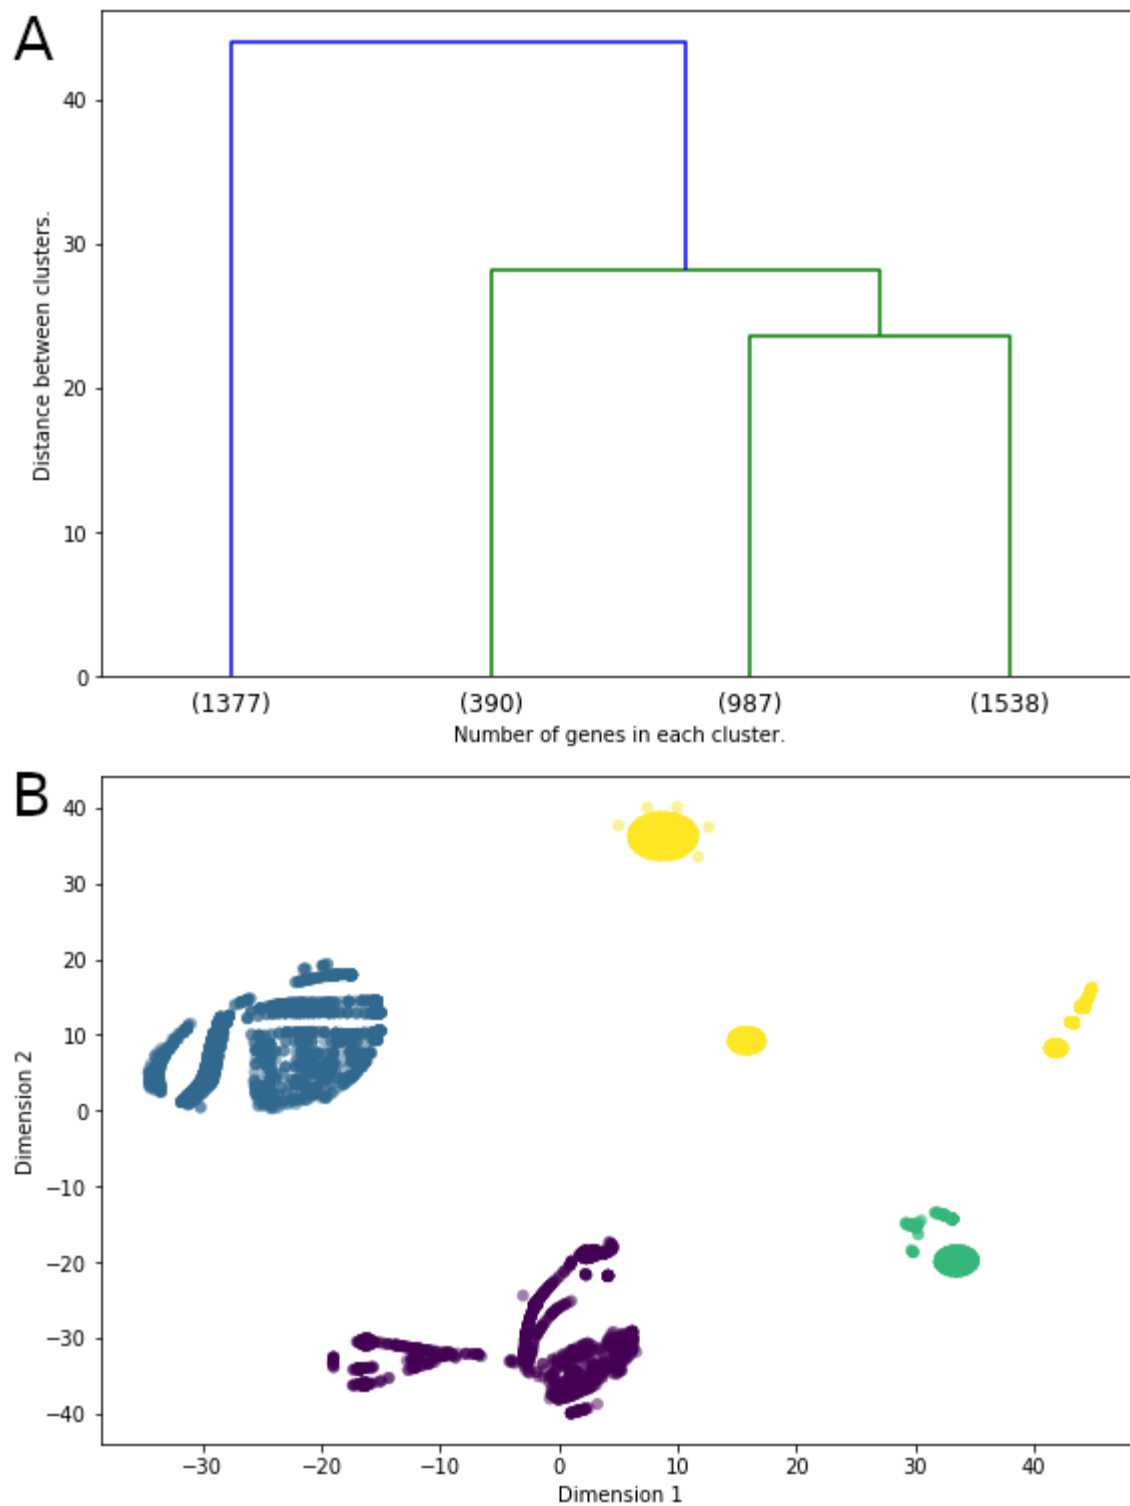 A
40
30
20
10
0
Distance between clusters.
(1377) (390) (987) (1538)
Number of genes in each cluster.
B
40
30
20
10
0
−10
−20
−30
−40
Dimension 2
−30 −20 −10 0 10 20 30 40
Dimension 1